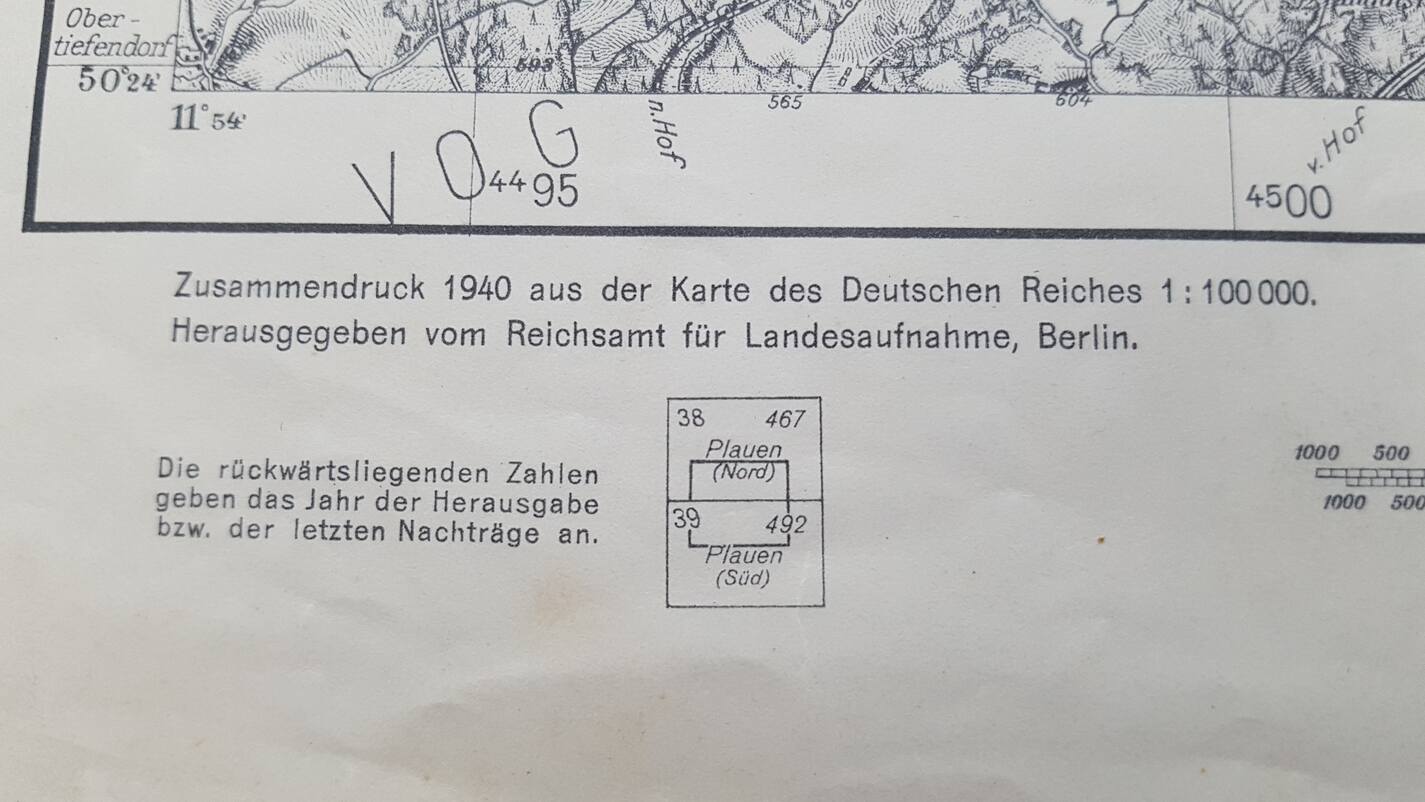 Ober-
tiefendorf
50°24'
11°54'
593
565
604
n. Hof
v. Hof
V O G
4495
4500
Zusammendruck 1940 aus der Karte des Deutschen Reiches 1:100000.
Herausgegeben vom Reichsamt für Landesaufnahme, Berlin.
Die rückwärtsliegenden Zahlen
geben das Jahr der Herausgabe
bzw. der letzten Nachträge an.
38 467
Plauen
(Nord)
39 492
Plauen
(Süd)
1000 500
1000 500